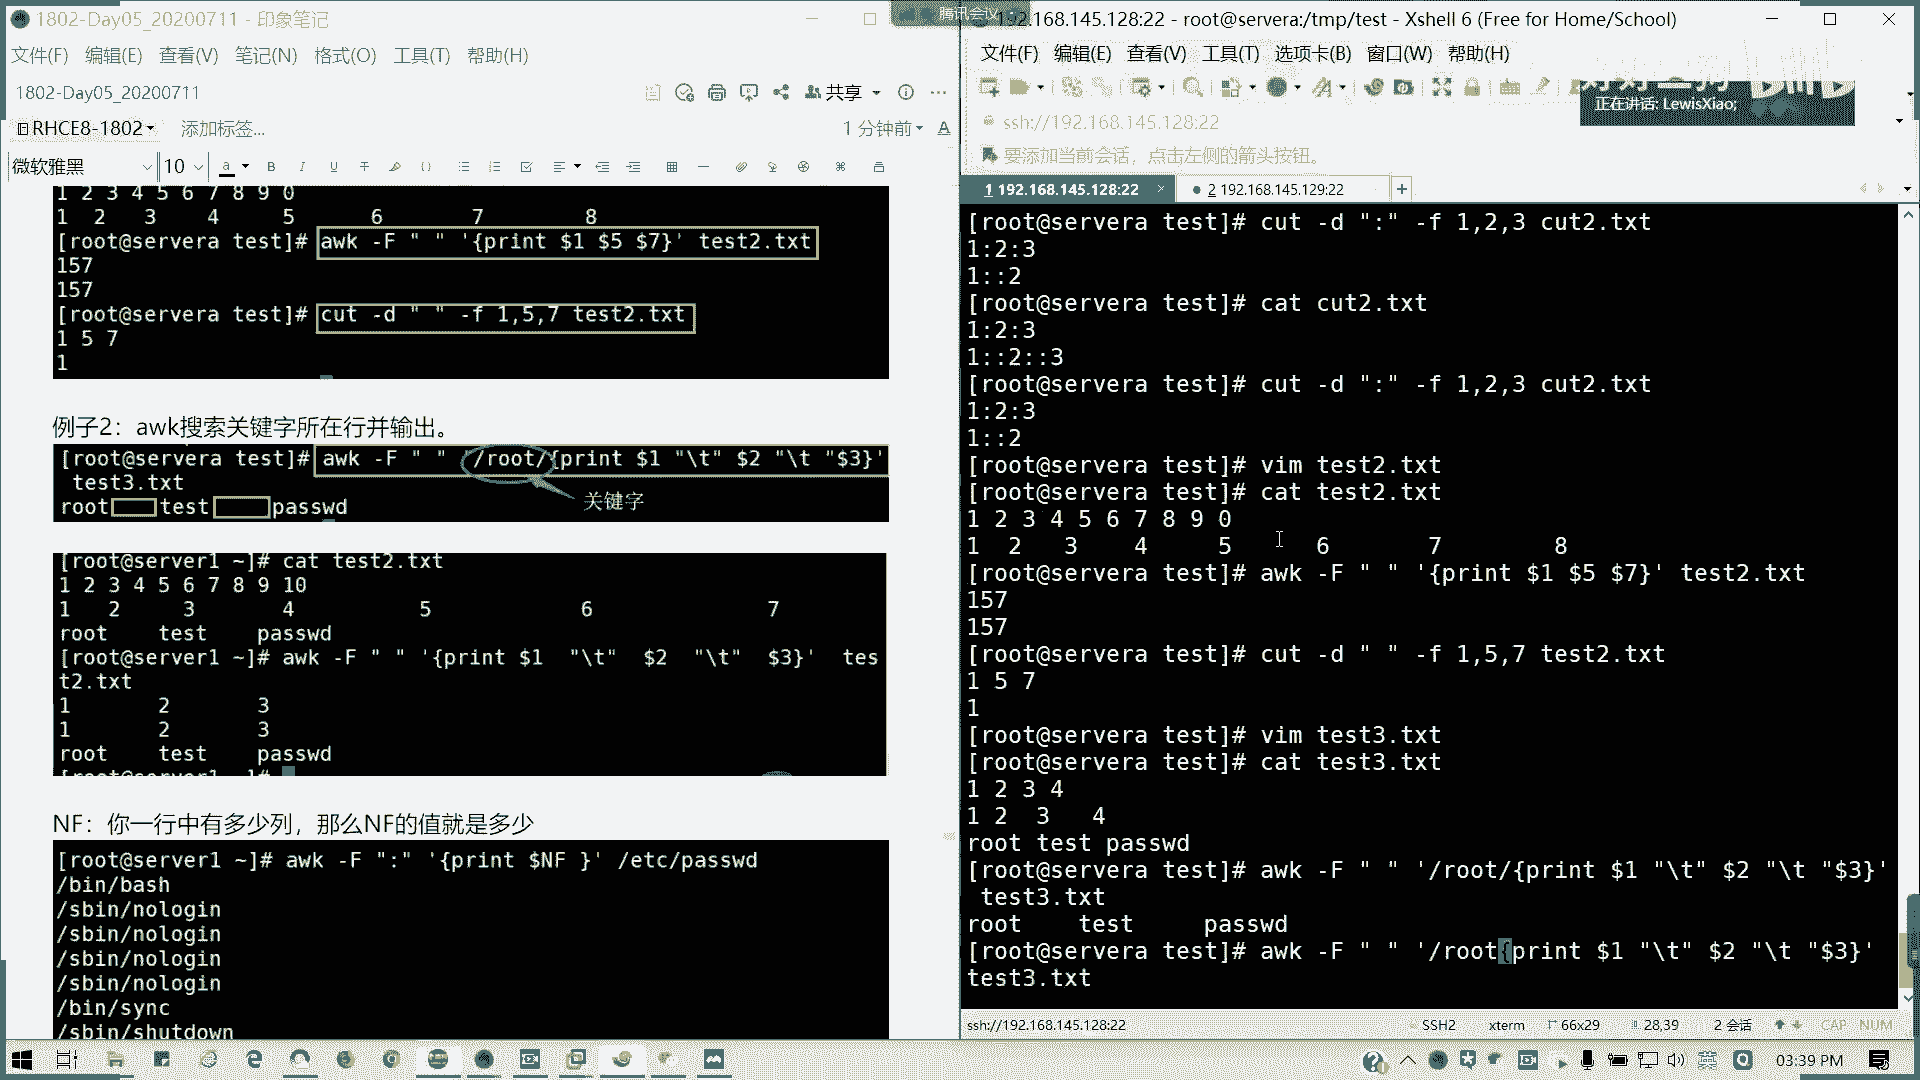 1802-Day05_20200711 - 印象笔记
文件(F) 编辑(E) 查看(V) 笔记(N) 格式(O) 工具(T) 帮助(H)
1802-Day05_20200711
共享
RHCE8-1802
添加标签...
1 分钟前
微软雅黑
10
1 2 3 4 5 6 7 8 9 0
1 2 3 4 5 6 7 8
[root@servera test]# awk -F " " '{print $1 $5 $7}' test2.txt
157
157
[root@servera test]# cut -d " " -f 1,5,7 test2.txt
1 5 7
1
例子2：awk搜索关键字所在行并输出。
[root@servera test]# awk -F " " '/root/{print $1 "\t" $2 "\t "$3}'
test3.txt
root test passwd
关键字
[root@server1 ~]# cat test2.txt
1 2 3 4 5 6 7 8 9 10
1 2 3 4 5 6 7
root test passwd
[root@server1 ~]# awk -F " " '{print $1 "\t" $2 "\t" $3}' tes
t2.txt
1 2 3
1 2 3
root test passwd
NF：你一行中有多少列，那么NF的值就是多少
[root@server1 ~]# awk -F ":" '{print $NF }' /etc/passwd
/bin/bash
/sbin/nologin
/sbin/nologin
/sbin/nologin
/sbin/nologin
/bin/sync
/sbin/shutdown
腾讯会议
192.168.145.128:22 - root@servera:/tmp/test - Xshell 6 (Free for Home/School)
文件(F) 编辑(E) 查看(V) 工具(T) 选项卡(B) 窗口(W) 帮助(H)
正在讲话: LewisXiao;
ssh://192.168.145.128:22
要添加当前会话，点击左侧的箭头按钮。
1 192.168.145.128:22
2 192.168.145.129:22
[root@servera test]# cut -d ":" -f 1,2,3 cut2.txt
1:2:3
1::2
[root@servera test]# cat cut2.txt
1:2:3
1::2::3
[root@servera test]# cut -d ":" -f 1,2,3 cut2.txt
1:2:3
1::2
[root@servera test]# vim test2.txt
[root@servera test]# cat test2.txt
1 2 3 4 5 6 7 8 9 0
1 2 3 4 5 6 7 8
[root@servera test]# awk -F " " '{print $1 $5 $7}' test2.txt
157
157
[root@servera test]# cut -d " " -f 1,5,7 test2.txt
1 5 7
1
[root@servera test]# vim test3.txt
[root@servera test]# cat test3.txt
1 2 3 4
1 2 3 4
root test passwd
[root@servera test]# awk -F " " '/root/{print $1 "\t" $2 "\t "$3}'
test3.txt
root test passwd
[root@servera test]# awk -F " " '/root{print $1 "\t" $2 "\t "$3}'
test3.txt
ssh://192.168.145.128:22
SSH2 xterm 66x29 28,39 2 会话 CAP NUM
英
03:39 PM